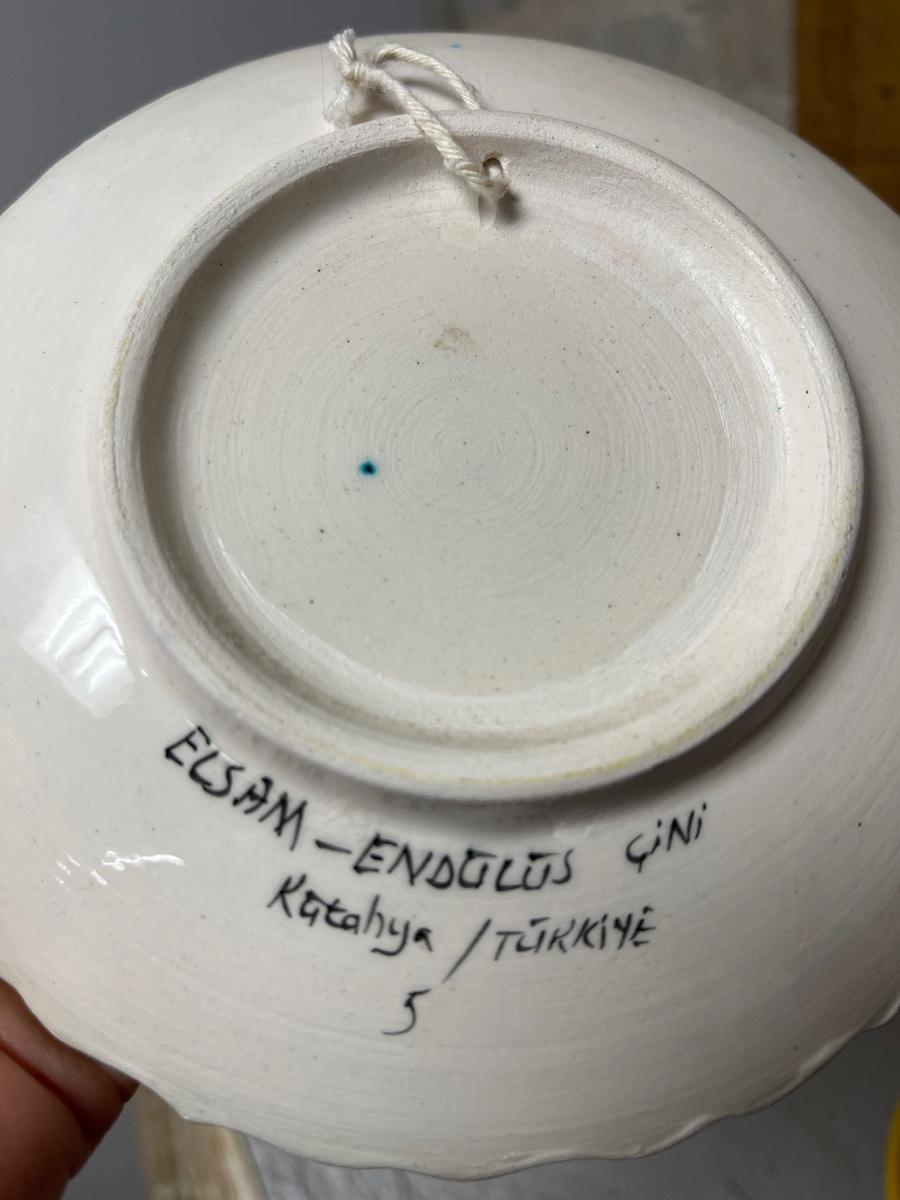 ELSAM – ENDÜLÜS ÇİNİ
Kütahya / TÜRKİYE
5